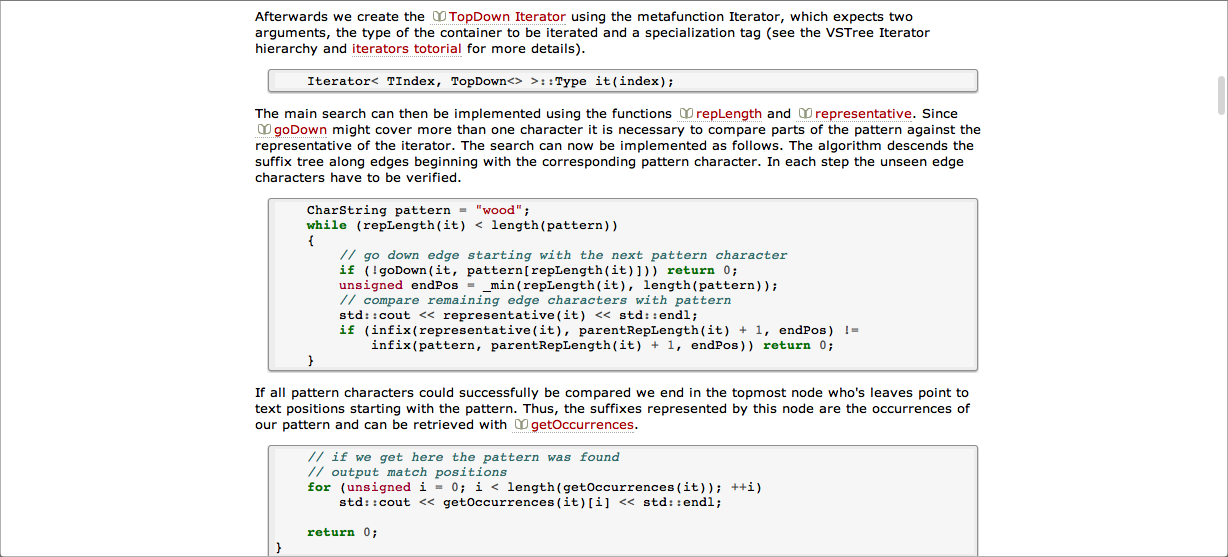 Afterwards we create the TopDown Iterator using the metafunction Iterator, which expects two
arguments, the type of the container to be iterated and a specialization tag (see the VSTree Iterator
hierarchy and iterators totorial for more details).
Iterator< TIndex, TopDown<> >::Type it(index);
The main search can then be implemented using the functions repLength and representative. Since
goDown might cover more than one character it is necessary to compare parts of the pattern against the
representative of the iterator. The search can now be implemented as follows. The algorithm descends the
suffix tree along edges beginning with the corresponding pattern character. In each step the unseen edge
characters have to be verified.
CharString pattern = "wood";
while (repLength(it) < length(pattern))
{
// go down edge starting with the next pattern character
if (!goDown(it, pattern[repLength(it)])) return 0;
unsigned endPos = _min(repLength(it), length(pattern));
// compare remaining edge characters with pattern
std::cout << representative(it) << std::endl;
if (infix(representative(it), parentRepLength(it) + 1, endPos) !=
infix(pattern, parentRepLength(it) + 1, endPos)) return 0;
}
If all pattern characters could successfully be compared we end in the topmost node who's leaves point to
text positions starting with the pattern. Thus, the suffixes represented by this node are the occurrences of
our pattern and can be retrieved with getOccurrences.
// if we get here the pattern was found
// output match positions
for (unsigned i = 0; i < length(getOccurrences(it)); ++i)
std::cout << getOccurrences(it)[i] << std::endl;
return 0;
}